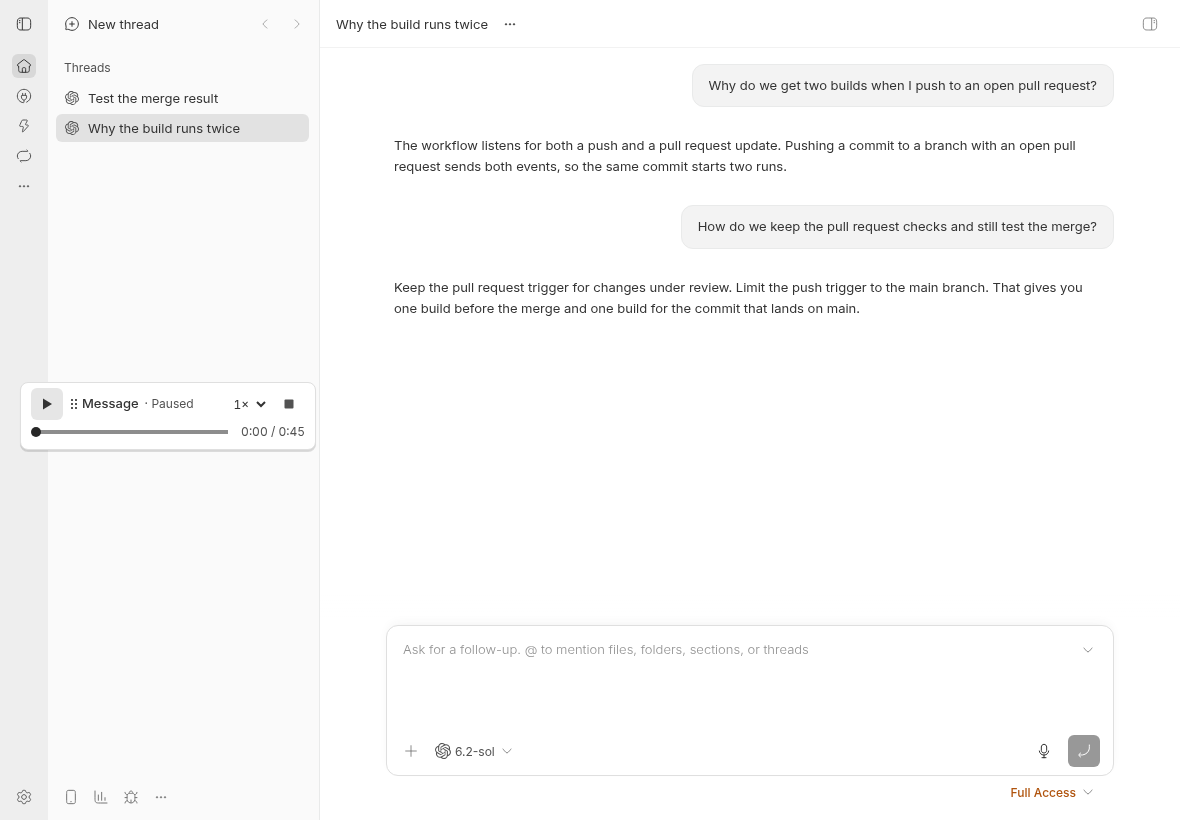 New thread
Threads
Test the merge result
Why the build runs twice
Why the build runs twice
Why do we get two builds when I push to an open pull request?
The workflow listens for both a push and a pull request update. Pushing a commit to a branch with an open pull
request sends both events, so the same commit starts two runs.
How do we keep the pull request checks and still test the merge?
Keep the pull request trigger for changes under review. Limit the push trigger to the main branch. That gives you
one build before the merge and one build for the commit that lands on main.
Message · Paused
1×
0:00 / 0:45
Ask for a follow-up. @ to mention files, folders, sections, or threads
6.2-sol
Full Access